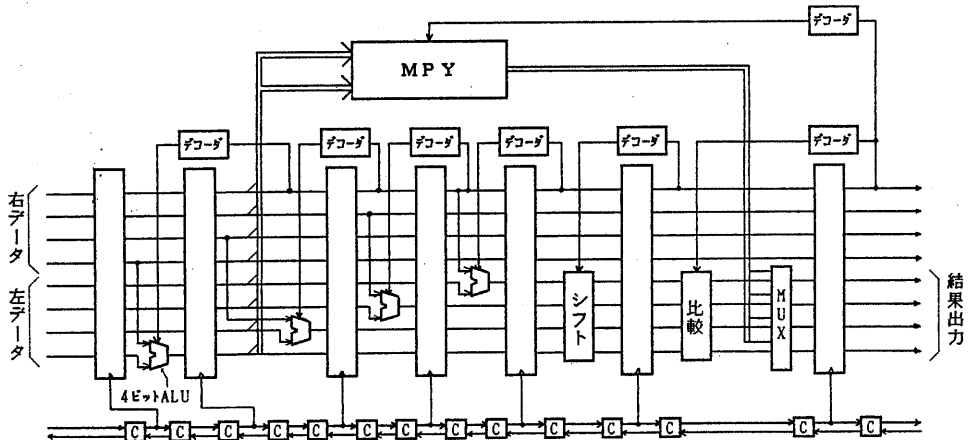 デコーダ
MPY
デコーダ
デコーダ
デコーダ
デコーダ
デコーダ
デコーダ
右データ
左データ
4ビットALU
シフト
比較
MUX
結果出力
C C C C C C C C C C C C C C